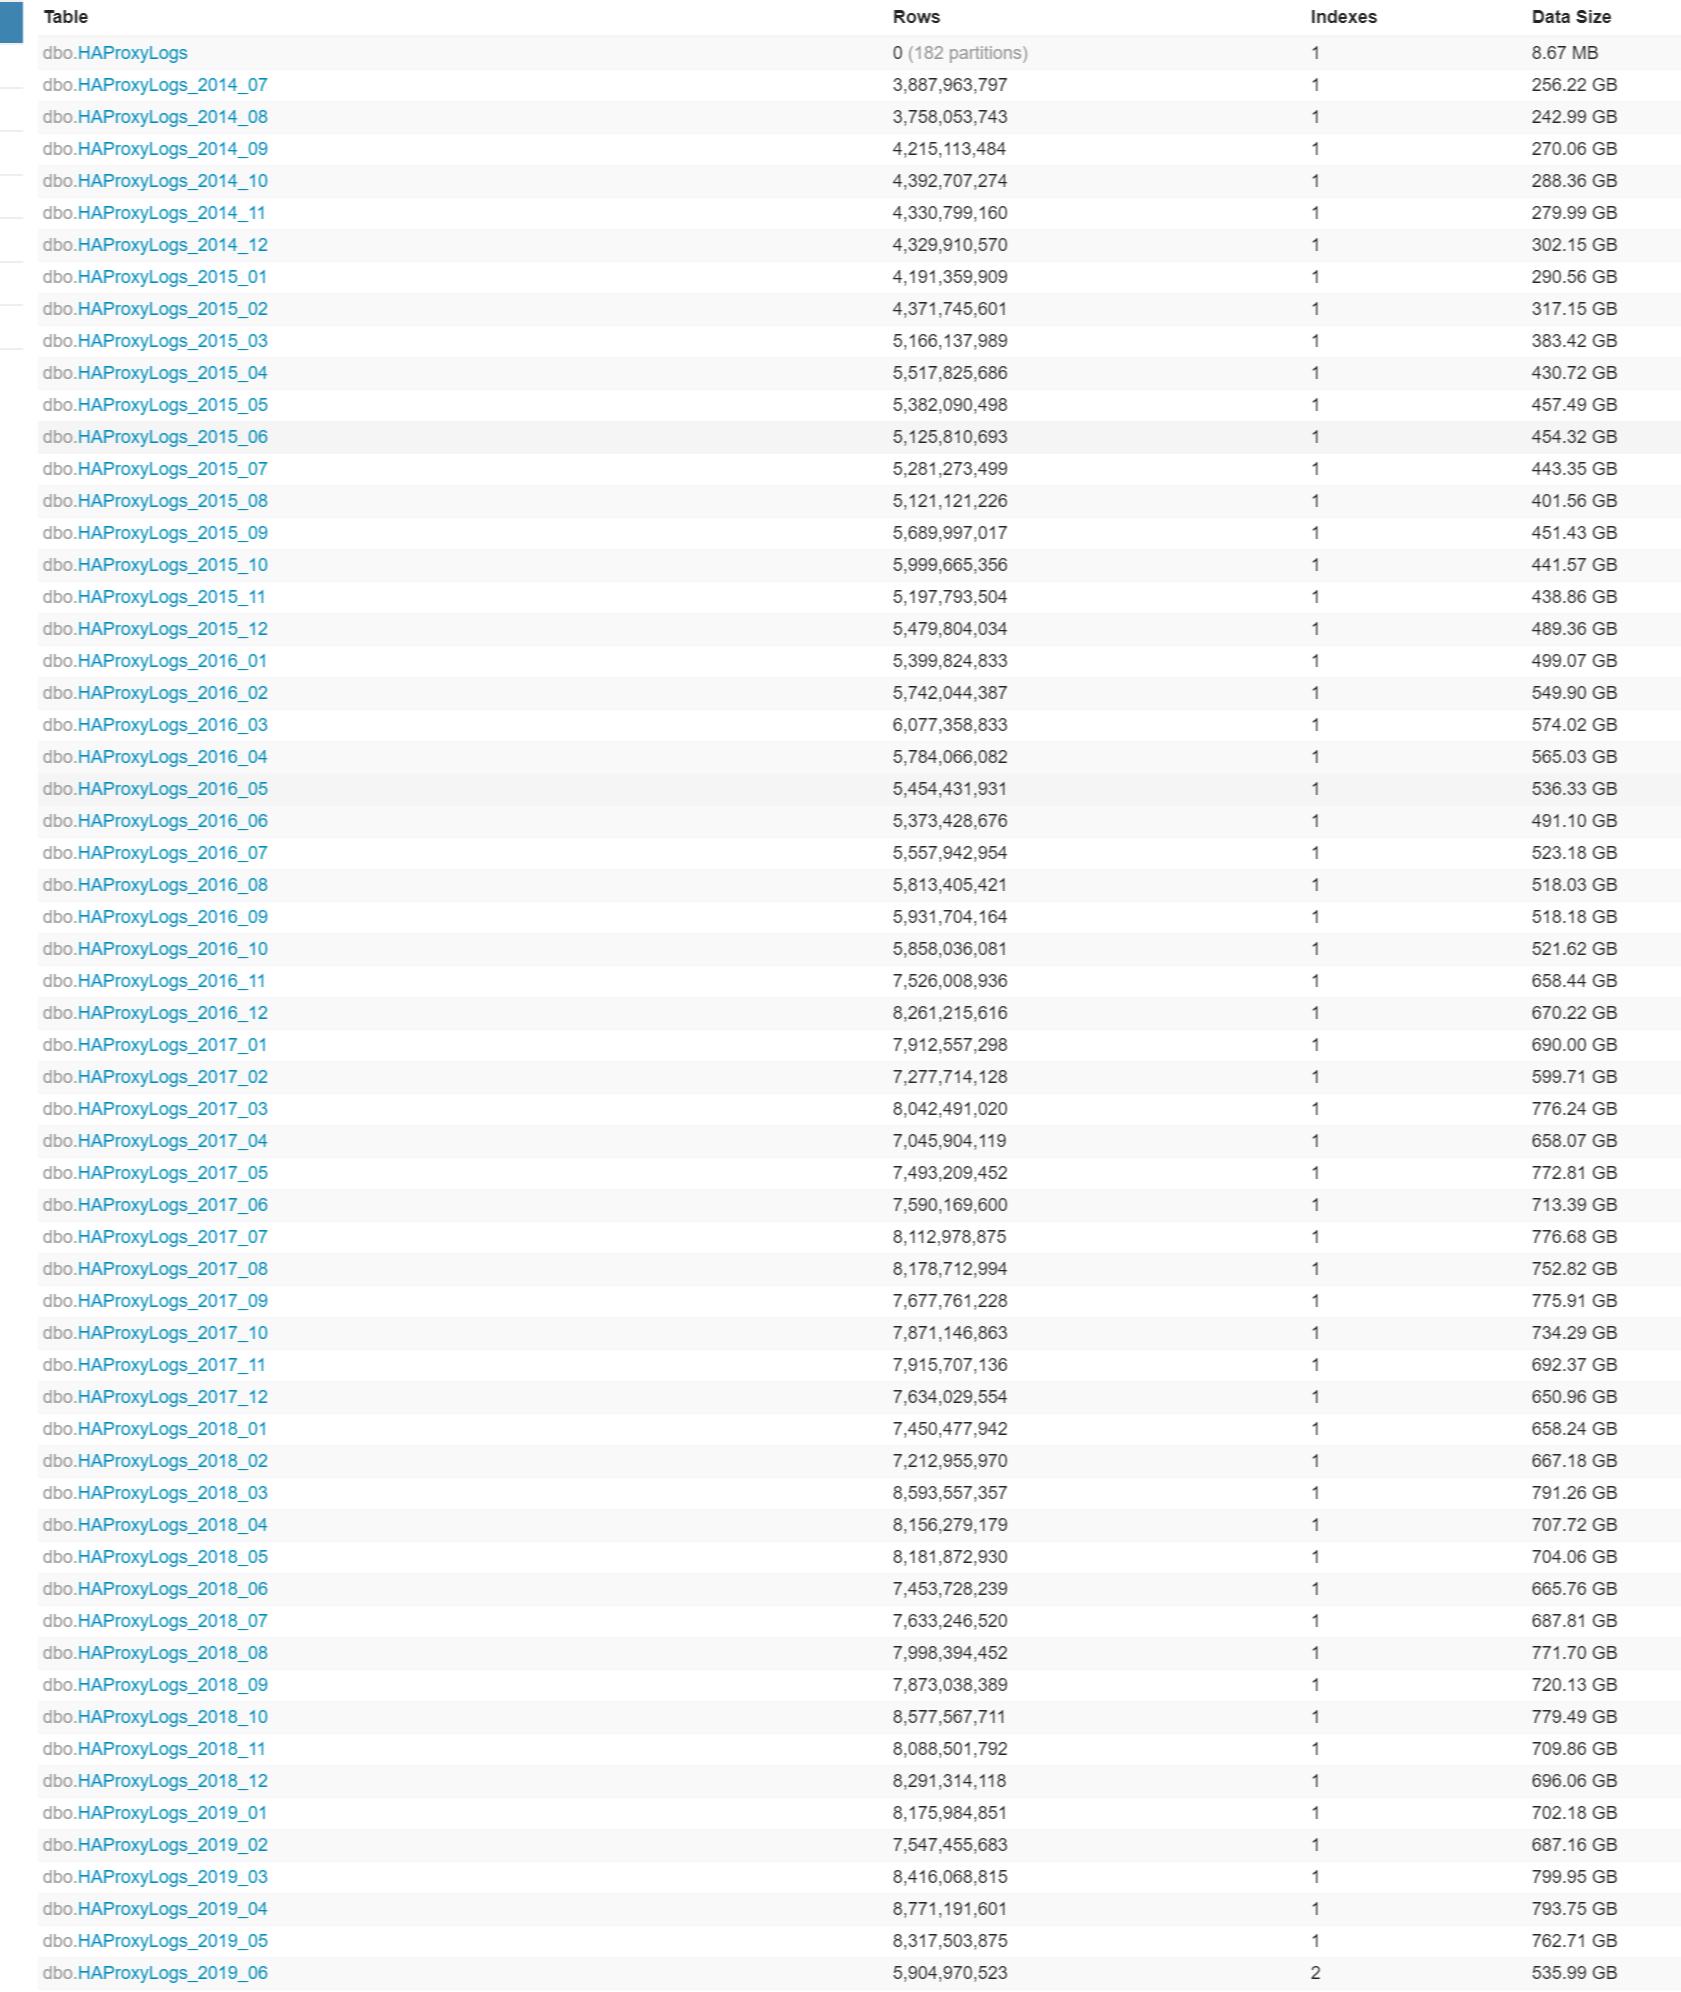 Table Rows Indexes Data Size
dbo.HAProxyLogs 0 (182 partitions) 1 8.67 MB
dbo.HAProxyLogs_2014_07 3,887,963,797 1 256.22 GB
dbo.HAProxyLogs_2014_08 3,758,053,743 1 242.99 GB
dbo.HAProxyLogs_2014_09 4,215,113,484 1 270.06 GB
dbo.HAProxyLogs_2014_10 4,392,707,274 1 288.36 GB
dbo.HAProxyLogs_2014_11 4,330,799,160 1 279.99 GB
dbo.HAProxyLogs_2014_12 4,329,910,570 1 302.15 GB
dbo.HAProxyLogs_2015_01 4,191,359,909 1 290.56 GB
dbo.HAProxyLogs_2015_02 4,371,745,601 1 317.15 GB
dbo.HAProxyLogs_2015_03 5,166,137,989 1 383.42 GB
dbo.HAProxyLogs_2015_04 5,517,825,686 1 430.72 GB
dbo.HAProxyLogs_2015_05 5,382,090,498 1 457.49 GB
dbo.HAProxyLogs_2015_06 5,125,810,693 1 454.32 GB
dbo.HAProxyLogs_2015_07 5,281,273,499 1 443.35 GB
dbo.HAProxyLogs_2015_08 5,121,121,226 1 401.56 GB
dbo.HAProxyLogs_2015_09 5,689,997,017 1 451.43 GB
dbo.HAProxyLogs_2015_10 5,999,665,356 1 441.57 GB
dbo.HAProxyLogs_2015_11 5,197,793,504 1 438.86 GB
dbo.HAProxyLogs_2015_12 5,479,804,034 1 489.36 GB
dbo.HAProxyLogs_2016_01 5,399,824,833 1 499.07 GB
dbo.HAProxyLogs_2016_02 5,742,044,387 1 549.90 GB
dbo.HAProxyLogs_2016_03 6,077,358,833 1 574.02 GB
dbo.HAProxyLogs_2016_04 5,784,066,082 1 565.03 GB
dbo.HAProxyLogs_2016_05 5,454,431,931 1 536.33 GB
dbo.HAProxyLogs_2016_06 5,373,428,676 1 491.10 GB
dbo.HAProxyLogs_2016_07 5,557,942,954 1 523.18 GB
dbo.HAProxyLogs_2016_08 5,813,405,421 1 518.03 GB
dbo.HAProxyLogs_2016_09 5,931,704,164 1 518.18 GB
dbo.HAProxyLogs_2016_10 5,858,036,081 1 521.62 GB
dbo.HAProxyLogs_2016_11 7,526,008,936 1 658.44 GB
dbo.HAProxyLogs_2016_12 8,261,215,616 1 670.22 GB
dbo.HAProxyLogs_2017_01 7,912,557,298 1 690.00 GB
dbo.HAProxyLogs_2017_02 7,277,714,128 1 599.71 GB
dbo.HAProxyLogs_2017_03 8,042,491,020 1 776.24 GB
dbo.HAProxyLogs_2017_04 7,045,904,119 1 658.07 GB
dbo.HAProxyLogs_2017_05 7,493,209,452 1 772.81 GB
dbo.HAProxyLogs_2017_06 7,590,169,600 1 713.39 GB
dbo.HAProxyLogs_2017_07 8,112,978,875 1 776.68 GB
dbo.HAProxyLogs_2017_08 8,178,712,994 1 752.82 GB
dbo.HAProxyLogs_2017_09 7,677,761,228 1 775.91 GB
dbo.HAProxyLogs_2017_10 7,871,146,863 1 734.29 GB
dbo.HAProxyLogs_2017_11 7,915,707,136 1 692.37 GB
dbo.HAProxyLogs_2017_12 7,634,029,554 1 650.96 GB
dbo.HAProxyLogs_2018_01 7,450,477,942 1 658.24 GB
dbo.HAProxyLogs_2018_02 7,212,955,970 1 667.18 GB
dbo.HAProxyLogs_2018_03 8,593,557,357 1 791.26 GB
dbo.HAProxyLogs_2018_04 8,156,279,179 1 707.72 GB
dbo.HAProxyLogs_2018_05 8,181,872,930 1 704.06 GB
dbo.HAProxyLogs_2018_06 7,453,728,239 1 665.76 GB
dbo.HAProxyLogs_2018_07 7,633,246,520 1 687.81 GB
dbo.HAProxyLogs_2018_08 7,998,394,452 1 771.70 GB
dbo.HAProxyLogs_2018_09 7,873,038,389 1 720.13 GB
dbo.HAProxyLogs_2018_10 8,577,567,711 1 779.49 GB
dbo.HAProxyLogs_2018_11 8,088,501,792 1 709.86 GB
dbo.HAProxyLogs_2018_12 8,291,314,118 1 696.06 GB
dbo.HAProxyLogs_2019_01 8,175,984,851 1 702.18 GB
dbo.HAProxyLogs_2019_02 7,547,455,683 1 687.16 GB
dbo.HAProxyLogs_2019_03 8,416,068,815 1 799.95 GB
dbo.HAProxyLogs_2019_04 8,771,191,601 1 793.75 GB
dbo.HAProxyLogs_2019_05 8,317,503,875 1 762.71 GB
dbo.HAProxyLogs_2019_06 5,904,970,523 2 535.99 GB